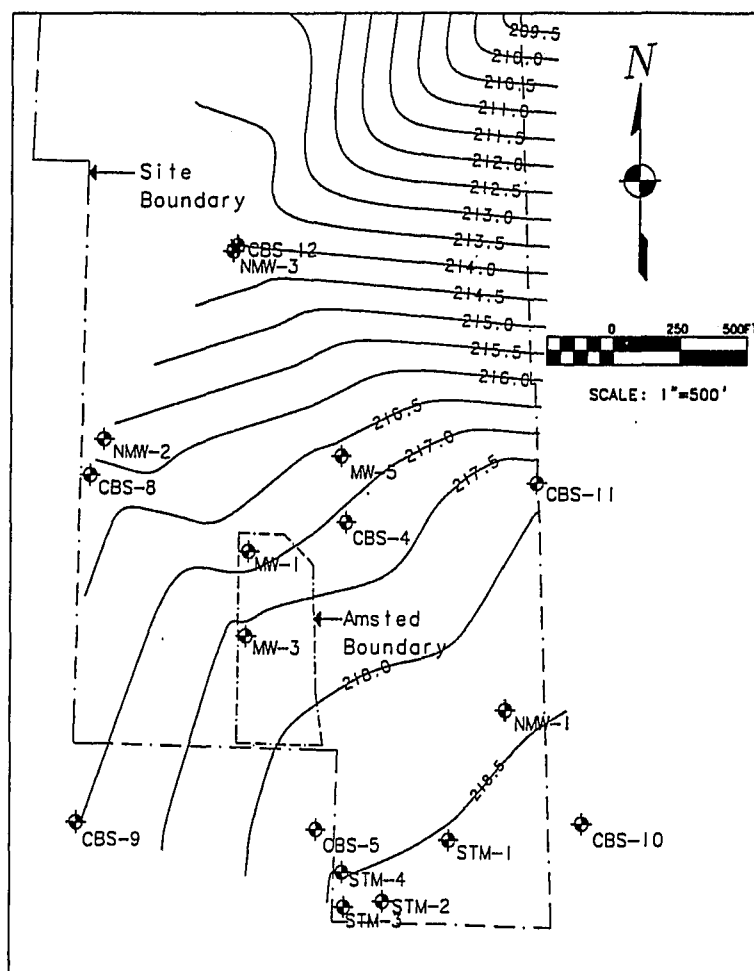 209.5
210.0
210.5
211.0
211.5
212.0
212.5
213.0
213.5
214.0
214.5
215.0
215.5
216.0
216.5
217.0
217.5
218.0
218.5
N
Site
Boundary
CBS-12
NMW-3
0 250 500FT
SCALE: 1"=500'
NMW-2
CBS-8
MW-5
CBS-11
CBS-4
MW-1
Amsted
Boundary
MW-3
NMW-1
CBS-9
CBS-5
STM-1
CBS-10
STM-4
STM-2
STM-3